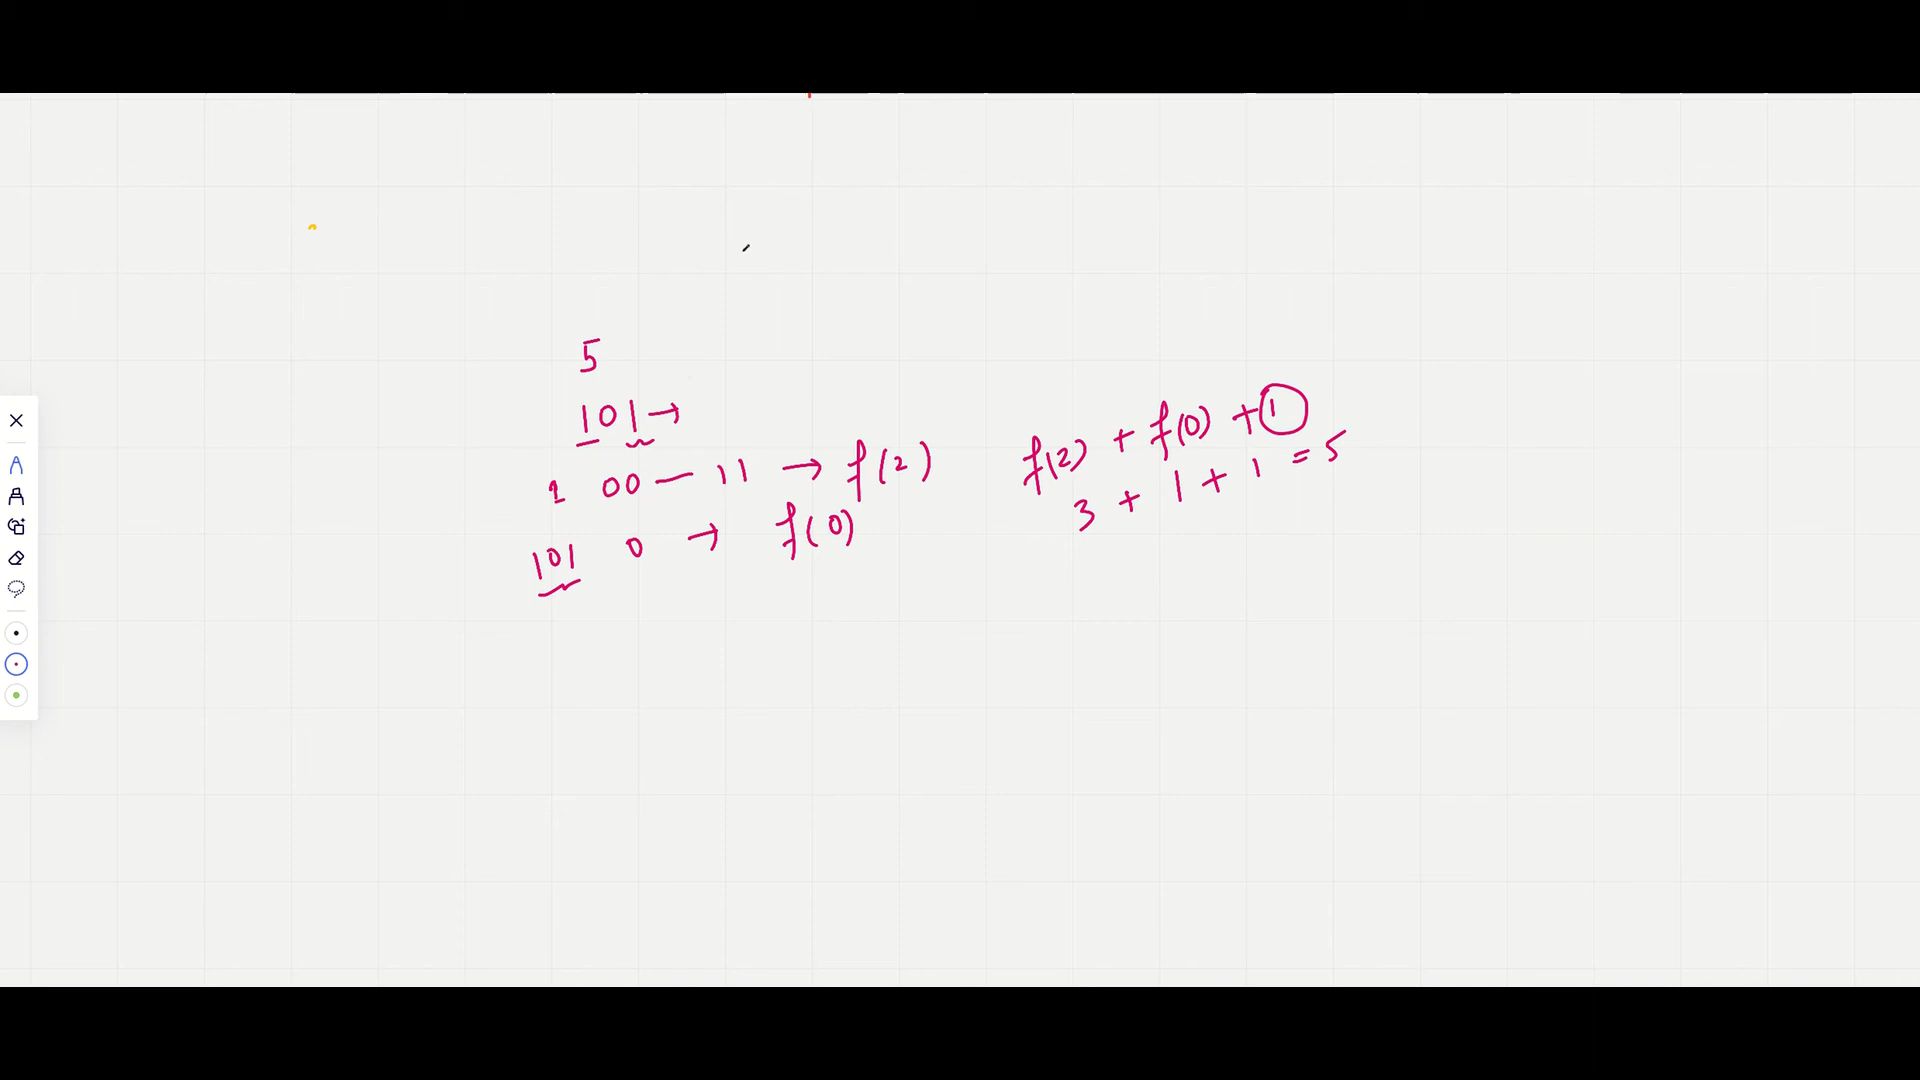 5
101 →
1 00 — 11 → f(2)
101 0 → f(0)
f(2) + f(0) + 1
3 + 1 + 1 = 5